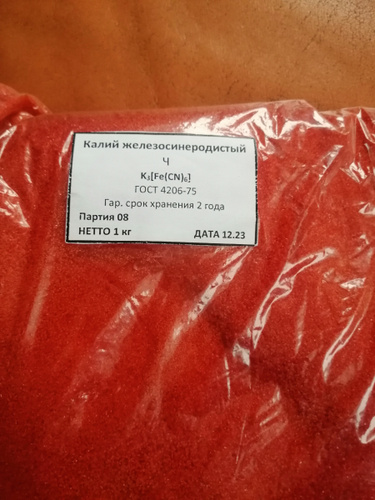 Калий железосинеродистый
Ч
K₃[Fe(CN)₆]
ГОСТ 4206-75
Гар. срок хранения 2 года
Партия 08
НЕТТО 1 кг ДАТА 12.23